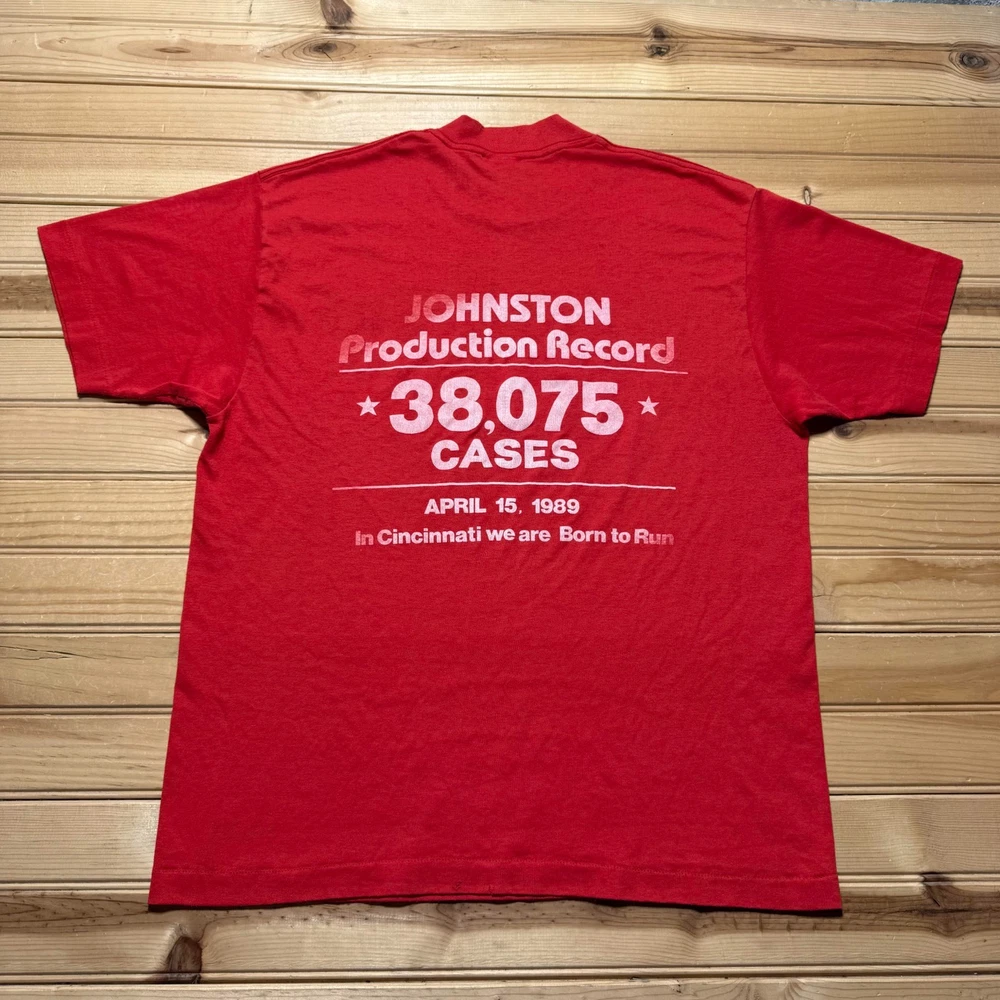 JOHNSTON
Production Record
★ 38,075 ★
CASES
APRIL 15, 1989
In Cincinnati we are Born to Run